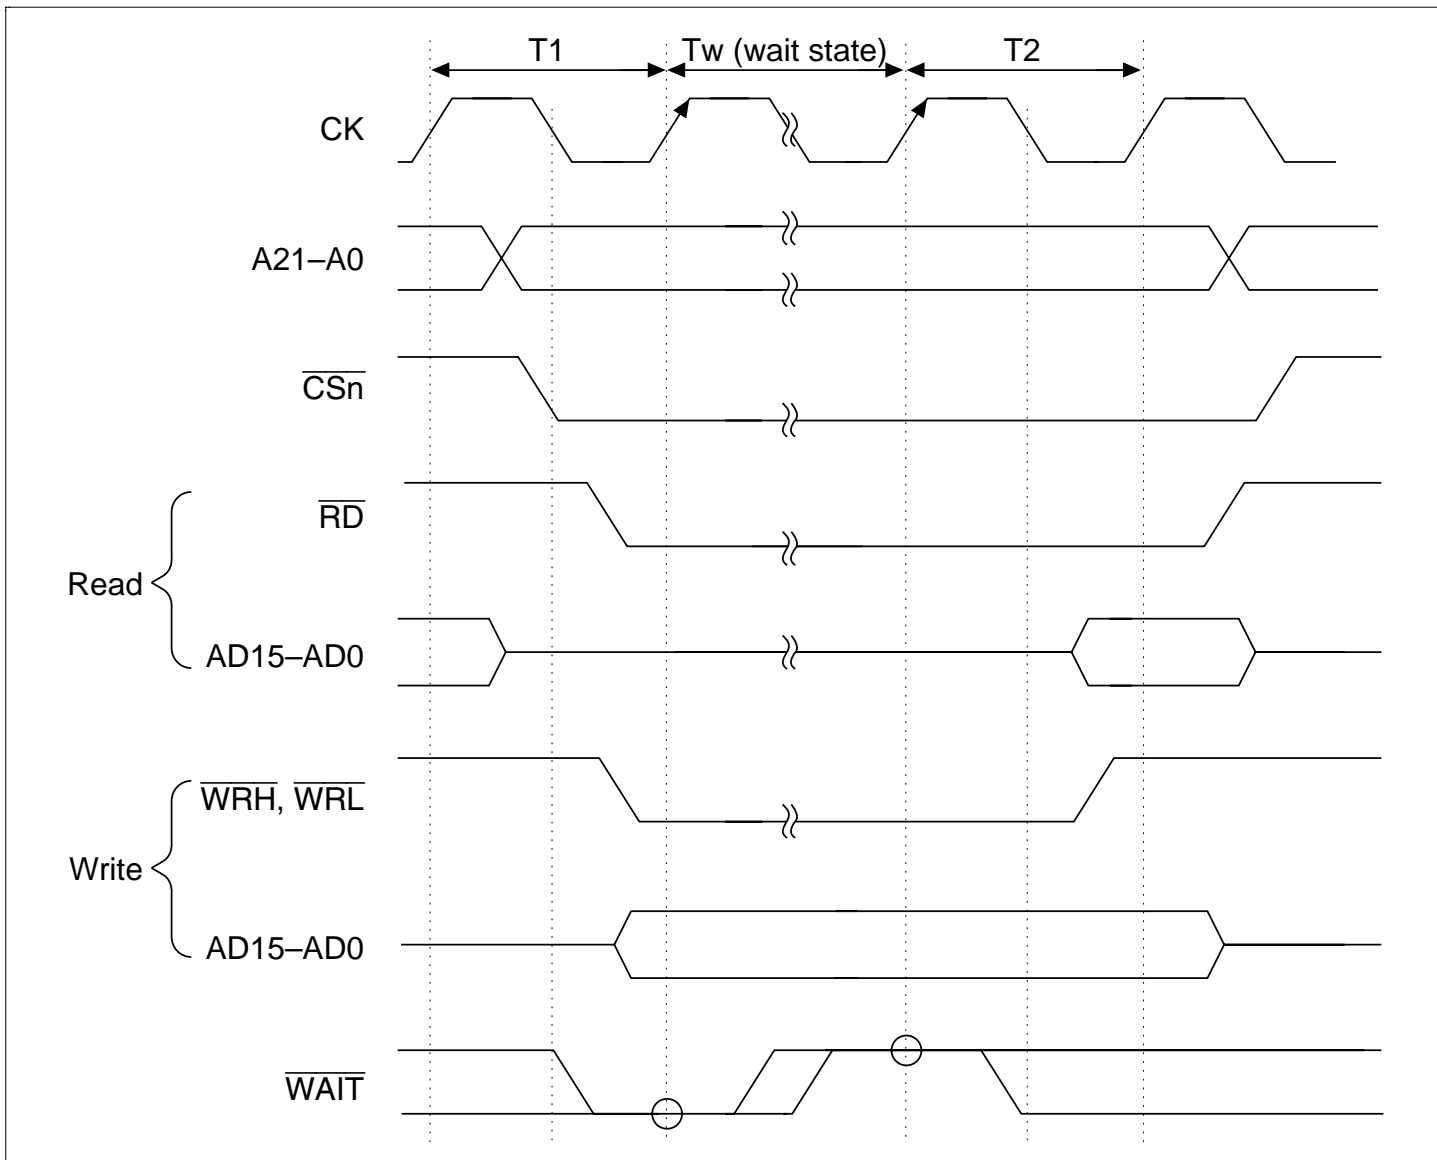 T1 Tw (wait state) T2
CK
A21–A0
CSn
RD
Read
AD15–AD0
WRH, WRL
Write
AD15–AD0
WAIT